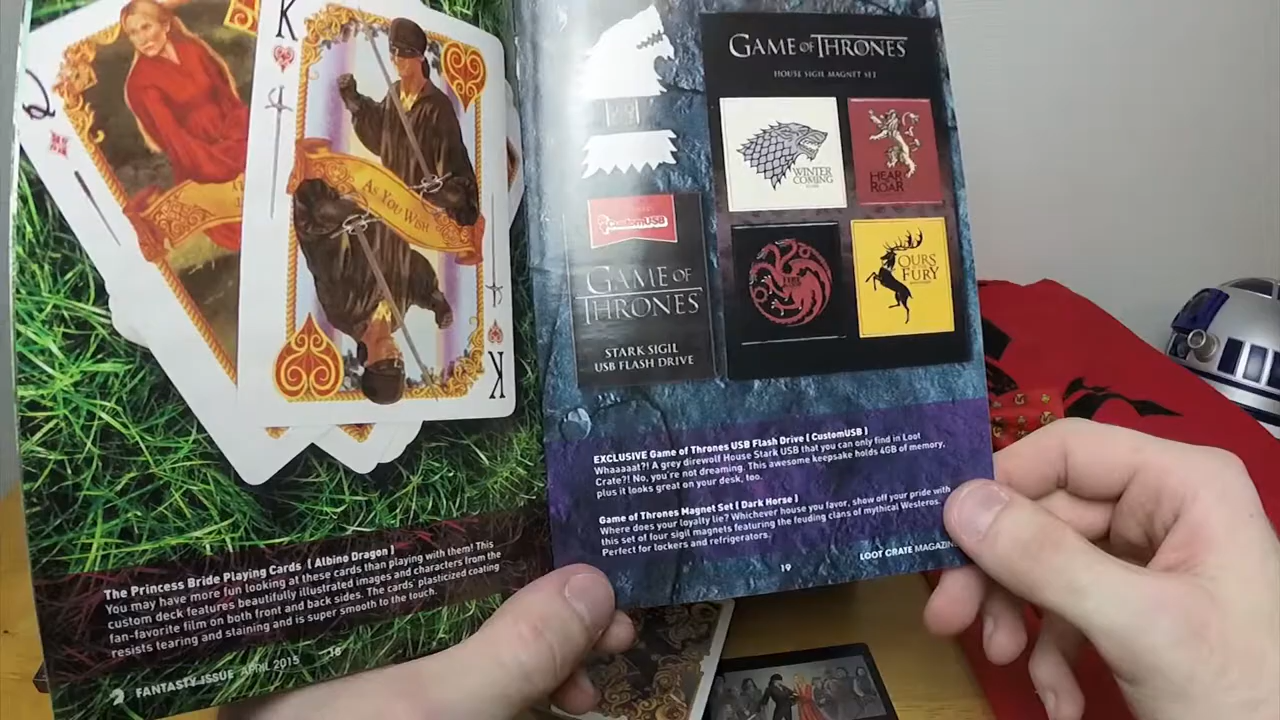 Q
K
AS YOU WISH
K
The Princess Bride Playing Cards ( Albino Dragon )
You may have more fun looking at these cards than playing with them! This
custom deck features beautifully illustrated images and characters from the
fan-favorite film on both front and back sides. The cards' plasticized coating
resists tearing and staining and is super smooth to the touch.
FANTASTY ISSUE APRIL 2015 18
GAME OF THRONES
HOUSE SIGIL MAGNET SET
WINTER
COMING
HEAR
ROAR
OURS
FURY
CustomUSB
GAME OF
THRONES
STARK SIGIL
USB FLASH DRIVE
EXCLUSIVE Game of Thrones USB Flash Drive ( CustomUSB )
Whaaaaat?! A grey direwolf House Stark USB that you can only find in Loot
Crate?! No, you're not dreaming. This awesome keepsake holds 4GB of memory,
plus it looks great on your desk, too.
Game of Thrones Magnet Set ( Dark Horse )
Where does your loyalty lie? Whichever house you favor, show off your pride with
this set of four sigil magnets featuring the feuding clans of mythical Westeros.
Perfect for lockers and refrigerators.
19
LOOT CRATE MAGAZIN